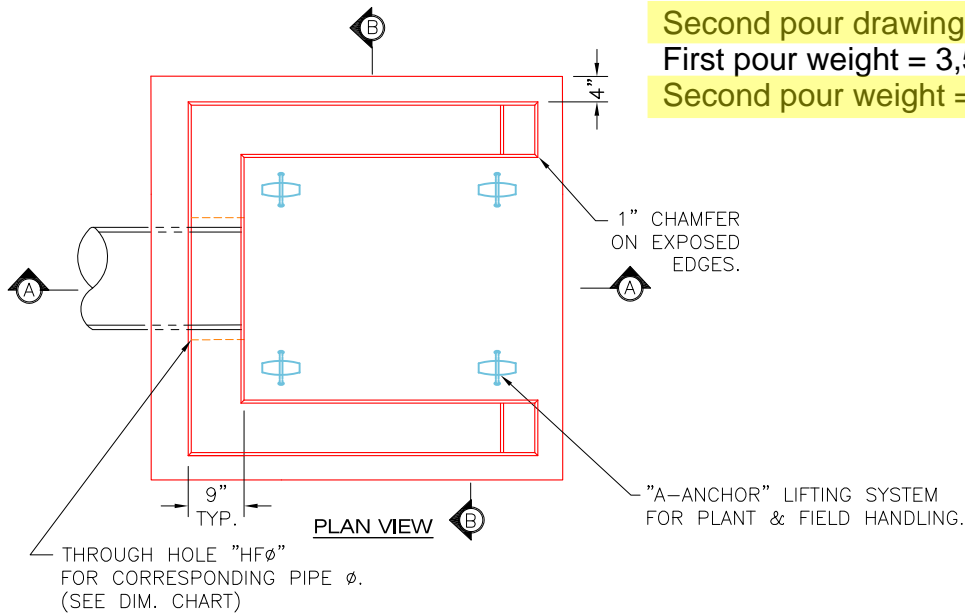 Second pour drawing
First pour weight = 3,5
Second pour weight =
B
4"
1" CHAMFER
ON EXPOSED
EDGES.
A
A
9"
TYP.
PLAN VIEW
B
"A-ANCHOR" LIFTING SYSTEM
FOR PLANT & FIELD HANDLING.
THROUGH HOLE "HFø"
FOR CORRESPONDING PIPE ø.
(SEE DIM. CHART)